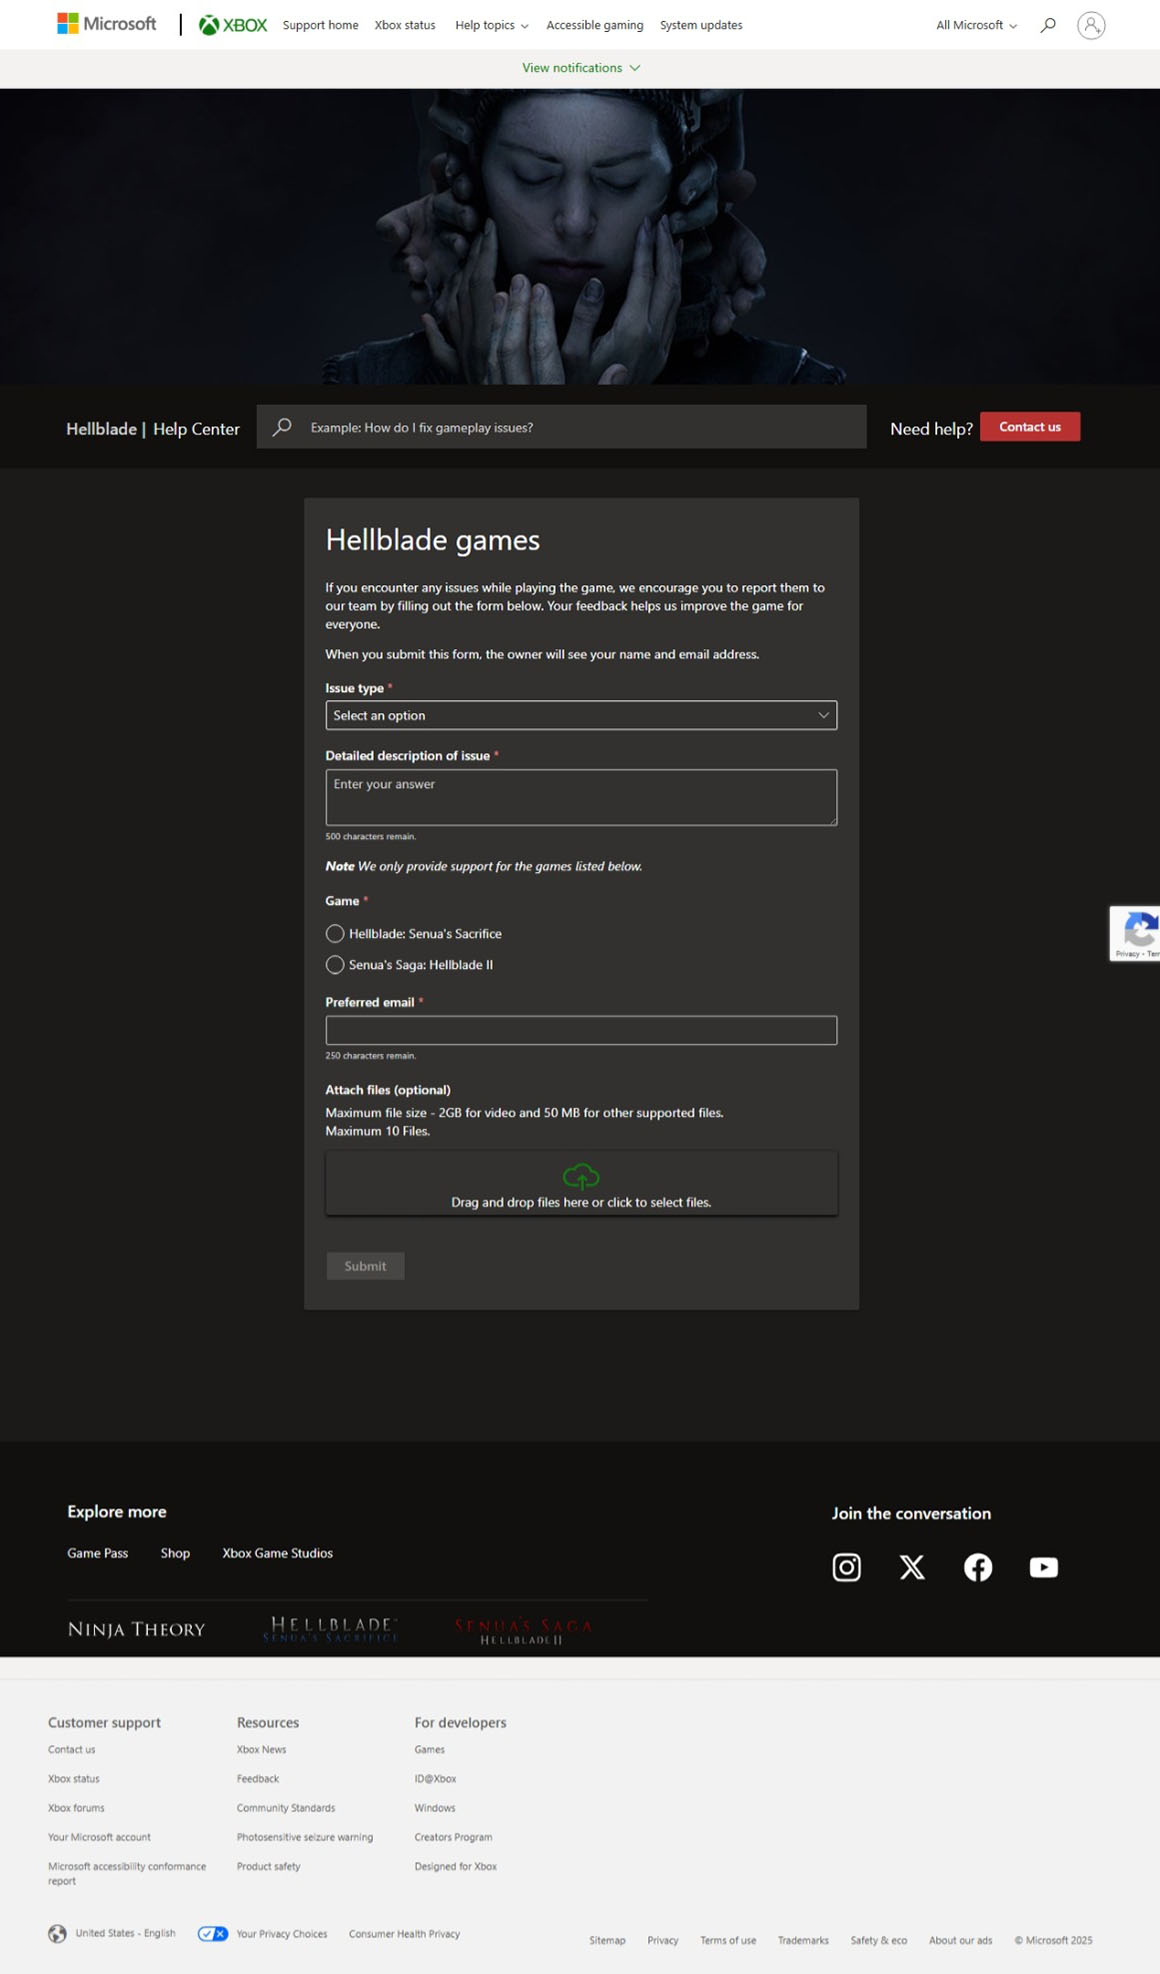 Microsoft
XBOX
Support home
Xbox status
Help topics
Accessible gaming
System updates
All Microsoft
View notifications
Hellblade | Help Center
Example: How do I fix gameplay issues?
Need help?
Contact us
Hellblade games
If you encounter any issues while playing the game, we encourage you to report them to
our team by filling out the form below. Your feedback helps us improve the game for
everyone.
When you submit this form, the owner will see your name and email address.
Issue type *
Select an option
Detailed description of issue *
Enter your answer
500 characters remain.
Note We only provide support for the games listed below.
Game *
Hellblade: Senua's Sacrifice
Senua's Saga: Hellblade II
Privacy - Ter
Preferred email *
250 characters remain.
Attach files (optional)
Maximum file size - 2GB for video and 50 MB for other supported files.
Maximum 10 Files.
Drag and drop files here or click to select files.
Submit
Explore more
Join the conversation
Game Pass
Shop
Xbox Game Studios
NINJA THEORY
HELLBLADE™
SENUA'S SACRIFICE
SENUA'S SAGA
HELLBLADE II
Customer support
Contact us
Xbox status
Xbox forums
Your Microsoft account
Microsoft accessibility conformance
report
Resources
Xbox News
Feedback
Community Standards
Photosensitive seizure warning
Product safety
For developers
Games
ID@Xbox
Windows
Creators Program
Designed for Xbox
United States - English
Your Privacy Choices
Consumer Health Privacy
Sitemap
Privacy
Terms of use
Trademarks
Safety & eco
About our ads
© Microsoft 2025